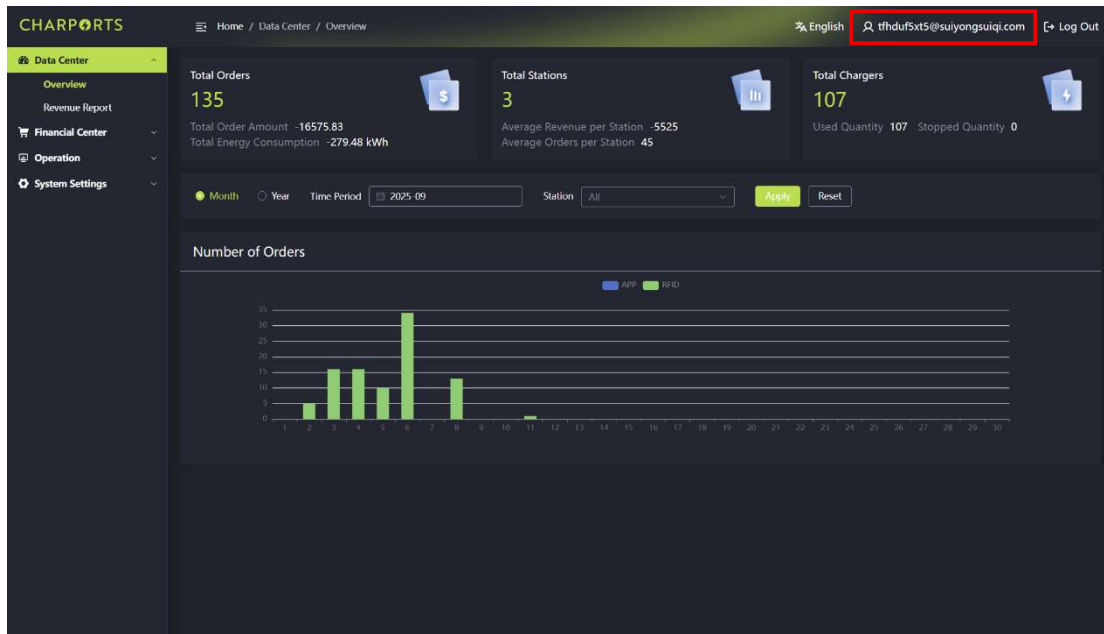 CHARPORTS
Home / Data Center / Overview
English
tfhduf5xt5@suiyongsuiqi.com
Log Out
Data Center
Overview
Revenue Report
Financial Center
Operation
System Settings
Total Orders
135
Total Order Amount -16575.83
Total Energy Consumption -279.48 kWh
Total Stations
3
Average Revenue per Station -5525
Average Orders per Station 45
Total Chargers
107
Used Quantity 107 Stopped Quantity 0
Month Year Time Period 2025-09 Station All Apply Reset
Number of Orders
APP RFID
35
30
25
20
15
10
5
0
1 2 3 4 5 6 7 8 9 10 11 12 13 14 15 16 17 18 19 20 21 22 23 24 25 26 27 28 29 30